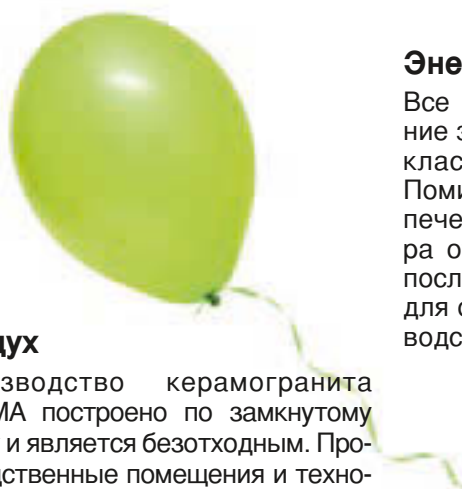 Эне
Все
ние
клас
Поми
пече
ра о
посл
для
водс
дух
зводство керамогранита
МА построено по замкнутому
и является безотходным. Про-
дственные помещения и техно-